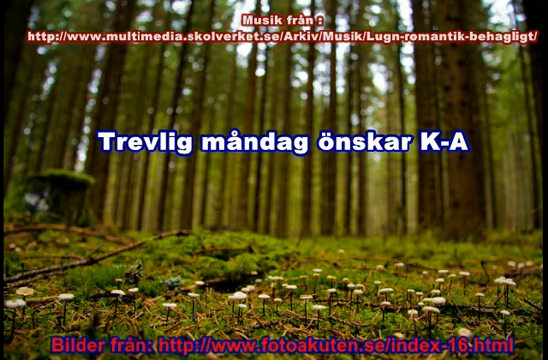 Musik från :
http://www.multimedia.skolverket.se/Arkiv/Musik/Lugn-romantik-behagligt/
Trevlig måndag önskar K-A
Bilder från: http://www.fotoakuten.se/index-16.html